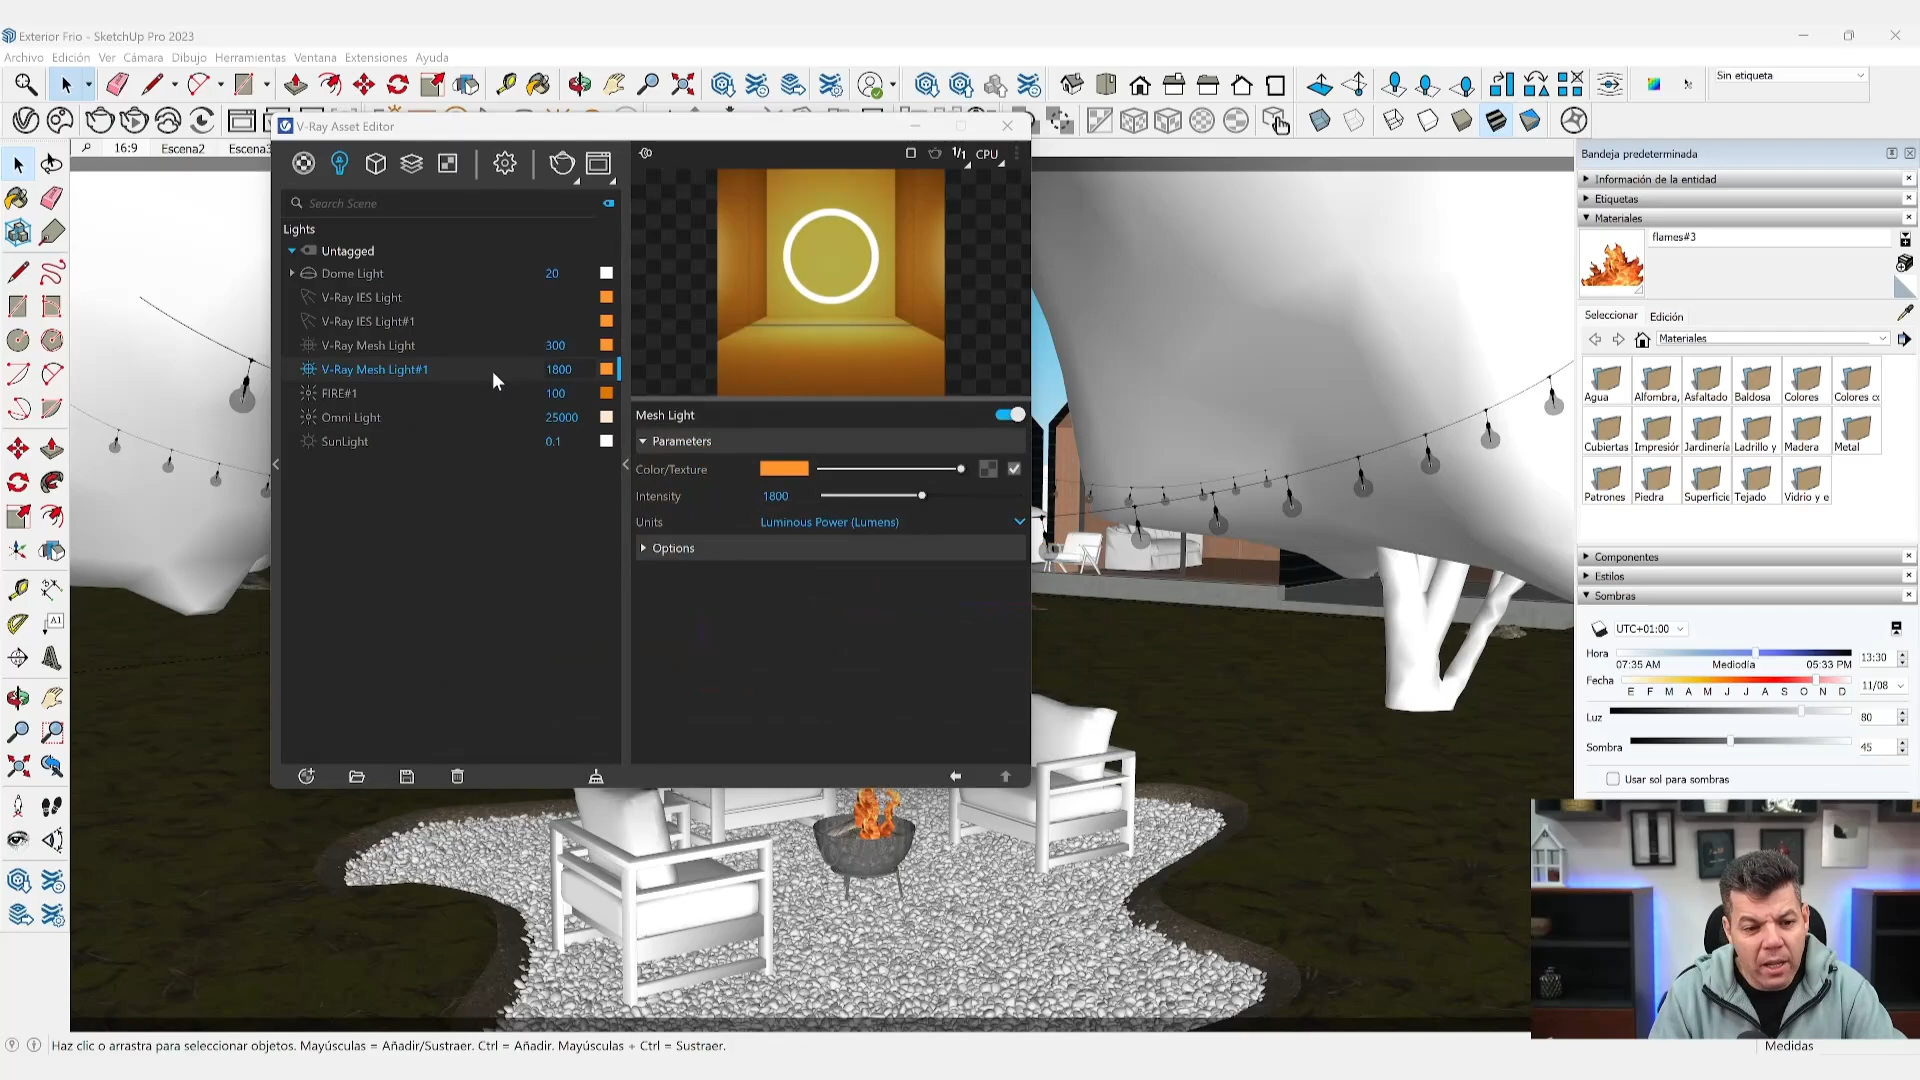 Exterior Frio - SketchUp Pro 2023
Archivo Edición Ver Cámara Dibujo Herramientas Ventana Extensiones Ayuda
Sin etiqueta
16:9 Escena2 Escena3
V-Ray Asset Editor
1/1 CPU
Search Scene
Lights
Untagged
Dome Light 20
V-Ray IES Light
V-Ray IES Light#1
V-Ray Mesh Light 300
V-Ray Mesh Light#1 1800
FIRE#1 100
Omni Light 25000
SunLight 0.1
Mesh Light
Parameters
Color/Texture
Intensity 1800
Units Luminous Power (Lumens)
Options
Bandeja predeterminada
Información de la entidad
Etiquetas
Materiales
flames#3
Seleccionar Edición
Materiales
Agua Alfombra, Asfaltado Baldosa Colores Colores
Cubiertas Impresión Jardinería Ladrillo y Madera Metal
Patrones Piedra Superficie Tejado Vidrio y e
Componentes
Estilos
Sombras
UTC+01:00
Hora 13:30
07:35 AM Mediodía 05:33 PM
Fecha 11/08
E F M A M J J A S O N D
Luz 80
Sombra 45
Usar sol para sombras
A1
Haz clic o arrastra para seleccionar objetos. Mayúsculas = Añadir/Sustraer. Ctrl = Añadir. Mayúsculas + Ctrl = Sustraer.
Medidas